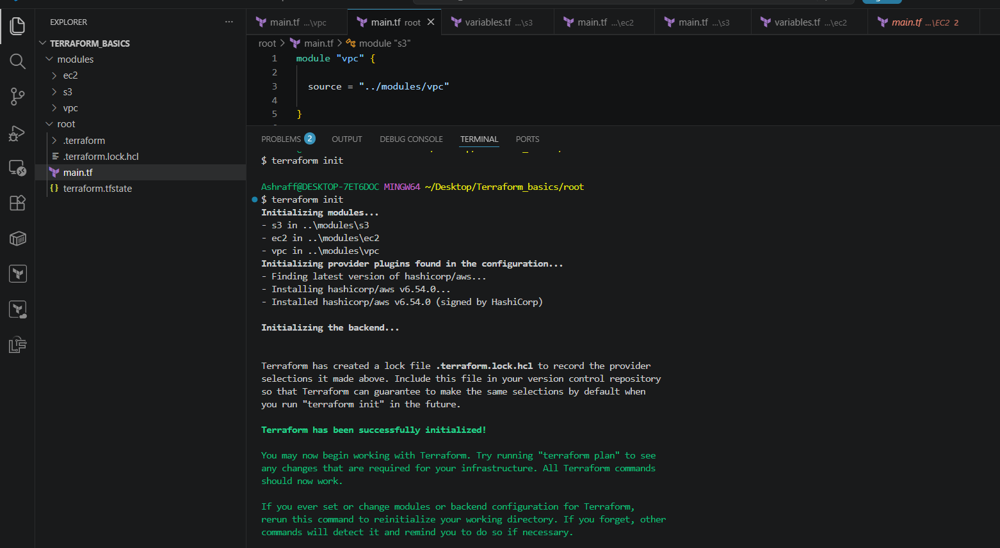 EXPLORER
TERRAFORM_BASICS
modules
ec2
s3
vpc
root
.terraform
.terraform.lock.hcl
main.tf
terraform.tfstate
main.tf ...\vpc
main.tf root
variables.tf ...\s3
main.tf ...\ec2
main.tf ...\s3
variables.tf ...\ec2
main.tf ...\EC2 2
root > main.tf > module "s3"
1 module "vpc" {
2
3 source = "../modules/vpc"
4
5 }
PROBLEMS 2 OUTPUT DEBUG CONSOLE TERMINAL PORTS
$ terraform init
Ashraff@DESKTOP-7ET6DOC MINGW64 ~/Desktop/Terraform_basics/root
$ terraform init
Initializing modules...
- s3 in ..\modules\s3
- ec2 in ..\modules\ec2
- vpc in ..\modules\vpc
Initializing provider plugins found in the configuration...
- Finding latest version of hashicorp/aws...
- Installing hashicorp/aws v6.54.0...
- Installed hashicorp/aws v6.54.0 (signed by HashiCorp)
Initializing the backend...
Terraform has created a lock file .terraform.lock.hcl to record the provider
selections it made above. Include this file in your version control repository
so that Terraform can guarantee to make the same selections by default when
you run "terraform init" in the future.
Terraform has been successfully initialized!
You may now begin working with Terraform. Try running "terraform plan" to see
any changes that are required for your infrastructure. All Terraform commands
should now work.
If you ever set or change modules or backend configuration for Terraform,
rerun this command to reinitialize your working directory. If you forget, other
commands will detect it and remind you to do so if necessary.